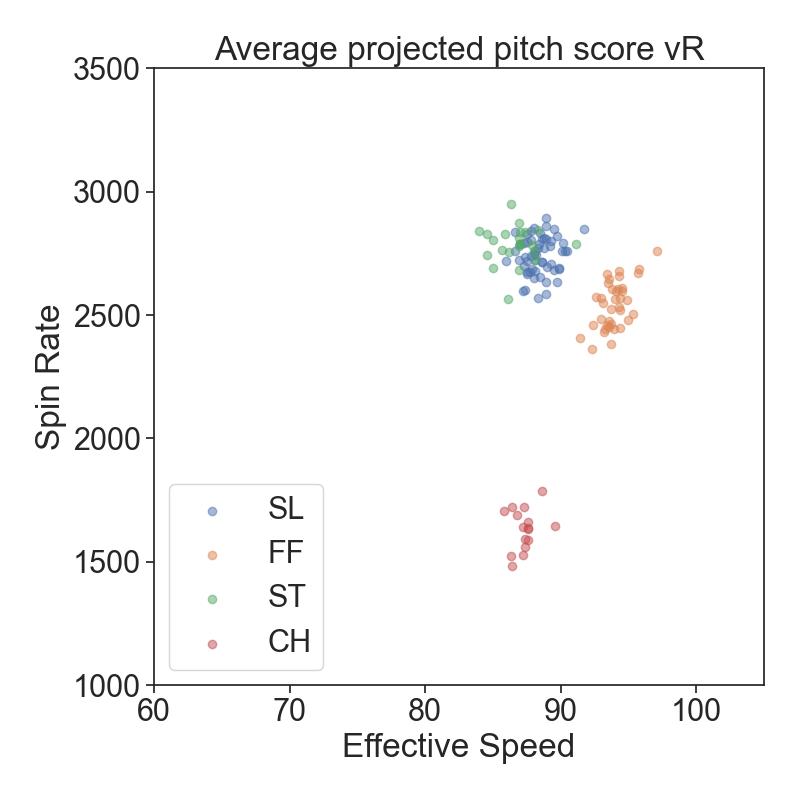 Average projected pitch score vR
3500
3000
2500
2000
1500
1000
Spin Rate
SL
FF
ST
CH
60 70 80 90 100
Effective Speed